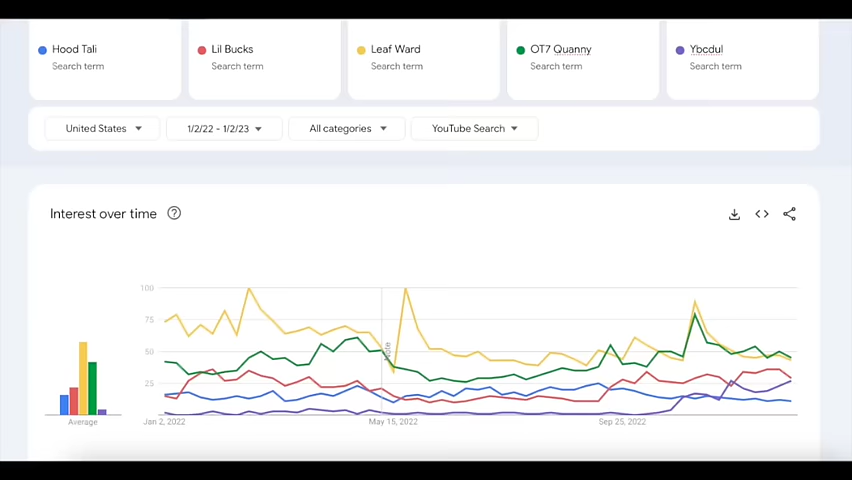 Hood Tali
Search term
Lil Bucks
Search term
Leaf Ward
Search term
OT7 Quanny
Search term
Ybcdul
Search term
United States
1/2/22 - 1/2/23
All categories
YouTube Search
Interest over time
?
100
75
50
25
Note
Average
Jan 2, 2022
May 15, 2022
Sep 25, 2022